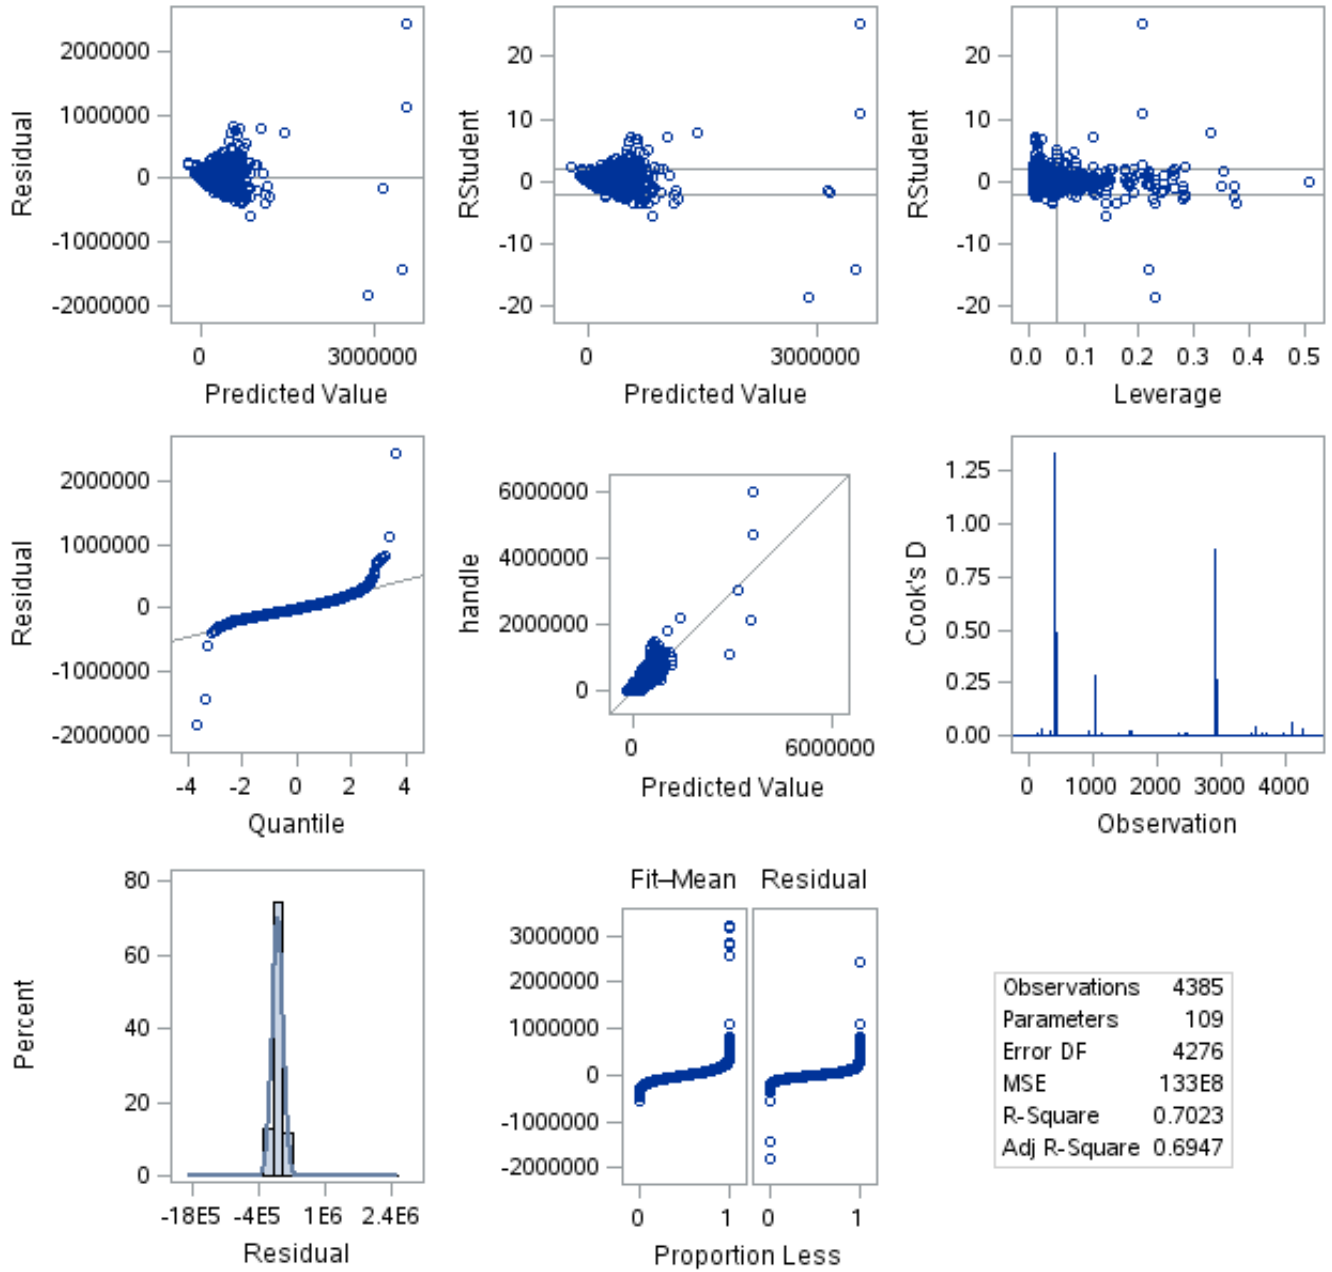 2000000
1000000
0
-1000000
-2000000
Residual
0 3000000
Predicted Value
20
10
0
-10
-20
RStudent
0 3000000
Predicted Value
20
10
0
-10
-20
RStudent
0.0 0.1 0.2 0.3 0.4 0.5
Leverage
2000000
1000000
0
-1000000
-2000000
Residual
-4 -2 0 2 4
Quantile
6000000
4000000
2000000
0
handle
0 6000000
Predicted Value
1.25
1.00
0.75
0.50
0.25
0.00
Cook's D
0 1000 2000 3000 4000
Observation
80
60
40
20
0
Percent
-18E5 -4E5 1E6 2.4E6
Residual
Fit–Mean Residual
3000000
2000000
1000000
0
-1000000
-2000000
0 1 0 1
Proportion Less
Observations 4385
Parameters 109
Error DF 4276
MSE 133E8
R-Square 0.7023
Adj R-Square 0.6947